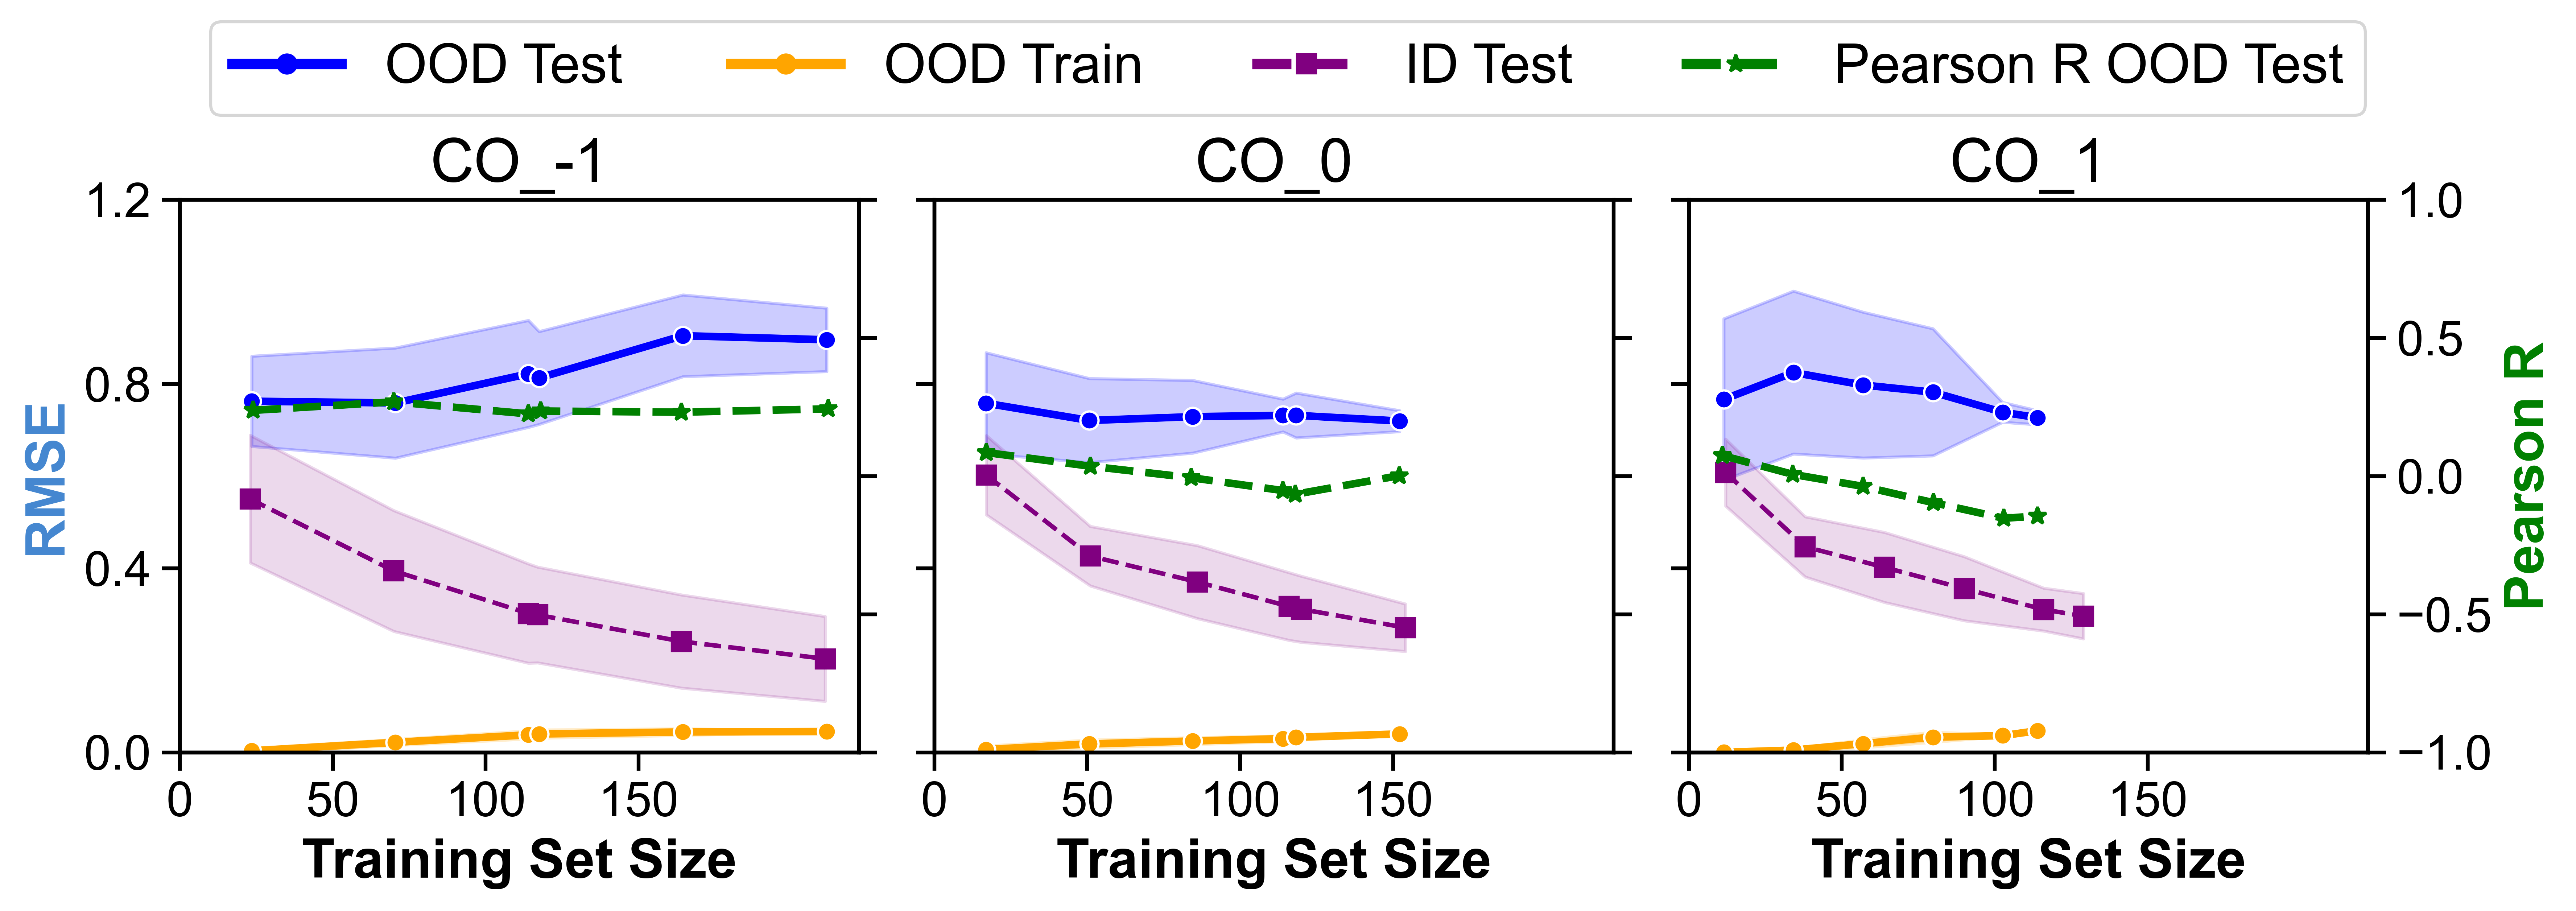 OOD Test OOD Train ID Test Pearson R OOD Test
CO_-1 CO_0 CO_1
1.2
0.8
0.4
0.0
RMSE
1.0
0.5
0.0
−0.5
−1.0
Pearson R
0 50 100 150
0 50 100 150
0 50 100 150
Training Set Size Training Set Size Training Set Size